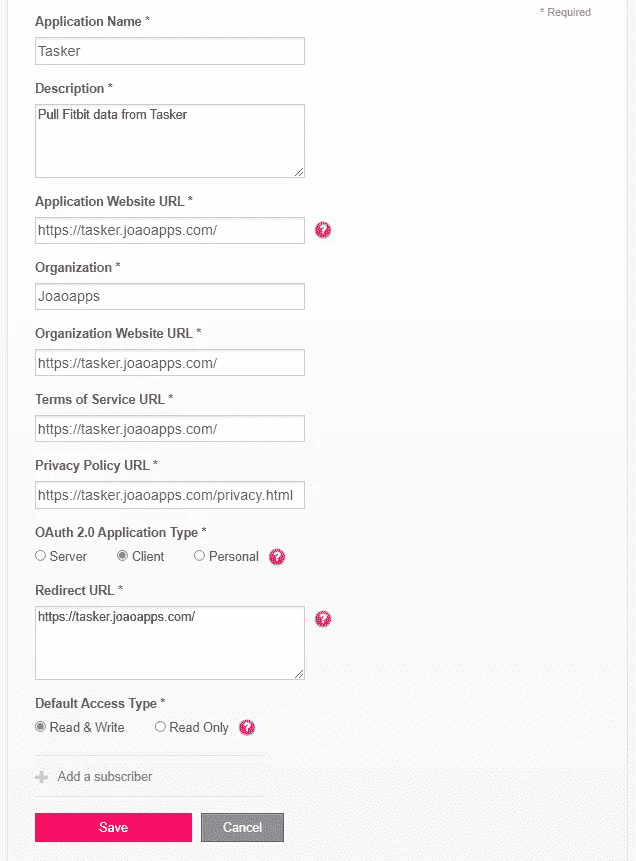 * Required
Application Name *
Tasker
Description *
Pull Fitbit data from Tasker
Application Website URL *
https://tasker.joaoapps.com/
?
Organization *
Joaoapps
Organization Website URL *
https://tasker.joaoapps.com/
Terms of Service URL *
https://tasker.joaoapps.com/
Privacy Policy URL *
https://tasker.joaoapps.com/privacy.html
OAuth 2.0 Application Type *
Server Client Personal ?
Redirect URL *
https://tasker.joaoapps.com/
?
Default Access Type *
Read & Write Read Only ?
Add a subscriber
Save Cancel